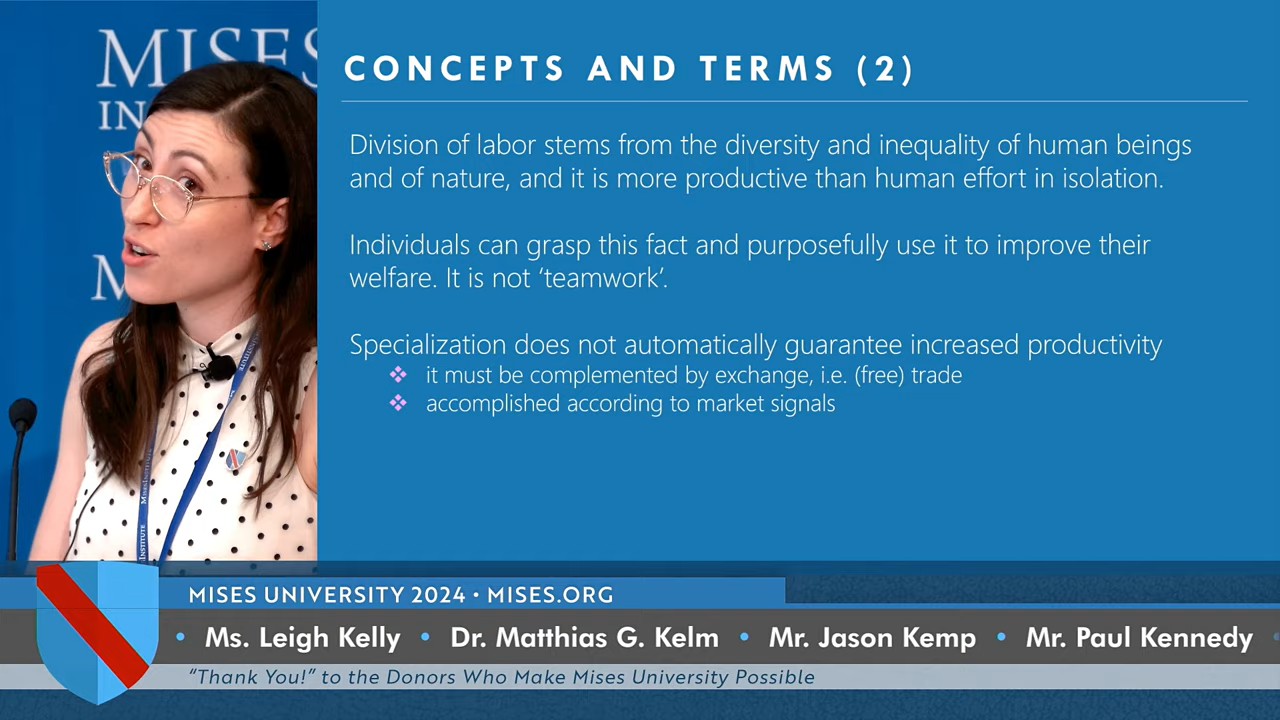 MISES
IN
M
CONCEPTS AND TERMS (2)
Division of labor stems from the diversity and inequality of human beings
and of nature, and it is more productive than human effort in isolation.
Individuals can grasp this fact and purposefully use it to improve their
welfare. It is not ‘teamwork’.
Specialization does not automatically guarantee increased productivity
❖ it must be complemented by exchange, i.e. (free) trade
❖ accomplished according to market signals
MISES INSTITUTE
MISES UNIVERSITY 2024 • MISES.ORG
• Ms. Leigh Kelly • Dr. Matthias G. Kelm • Mr. Jason Kemp • Mr. Paul Kennedy
“Thank You!” to the Donors Who Make Mises University Possible